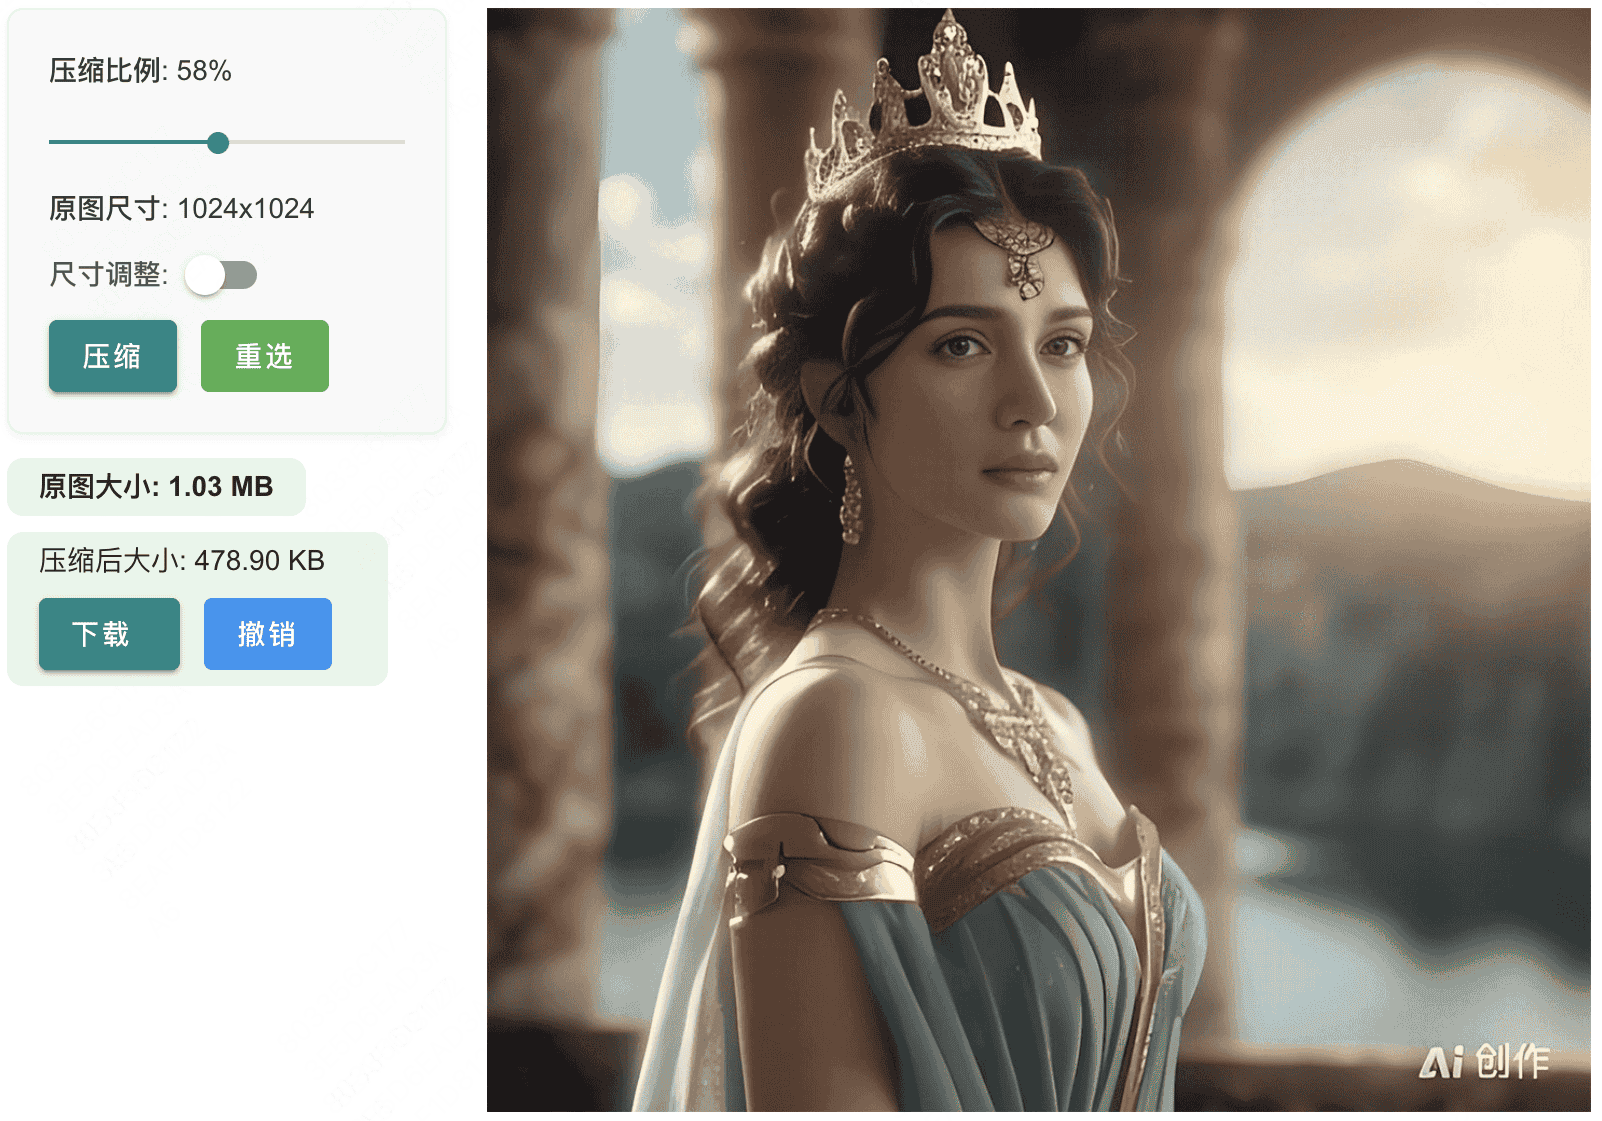 压缩比例: 58%
原图尺寸: 1024x1024
尺寸调整:
压缩
重选
原图大小: 1.03 MB
压缩后大小: 478.90 KB
下载
撤销
Ai 创作